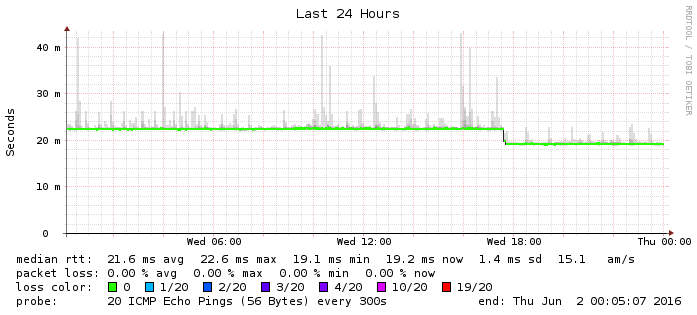 Last 24 Hours
RRDTOOL / TOBI OETIKER
Seconds
40 m
30 m
20 m
10 m
0
Wed 06:00 Wed 12:00 Wed 18:00 Thu 00:00
median rtt: 21.6 ms avg 22.6 ms max 19.1 ms min 19.2 ms now 1.4 ms sd 15.1 am/s
packet loss: 0.00 % avg 0.00 % max 0.00 % min 0.00 % now
loss color: 0 1/20 2/20 3/20 4/20 10/20 19/20
probe: 20 ICMP Echo Pings (56 Bytes) every 300s end: Thu Jun 2 00:05:07 2016